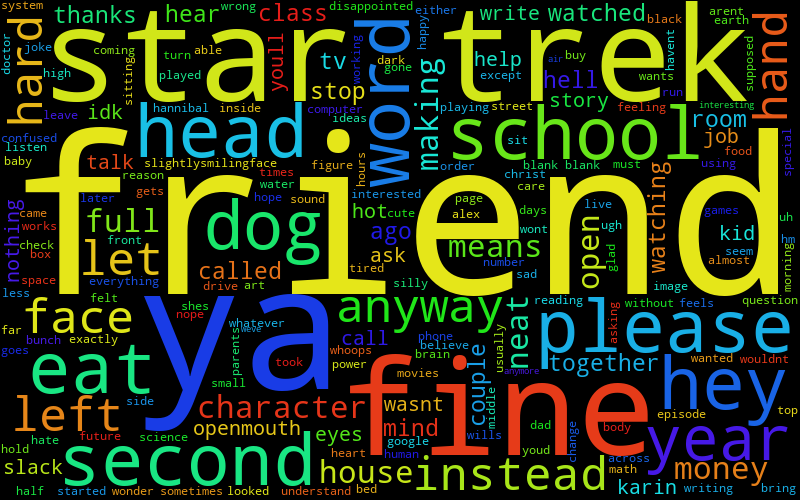 system
thanks
hear
wrong
class
disappointed
either
write
watched
black
arent
earth
hard
star
trek
hand
doctor
joke
coming
turn
able
youll
tv
word
happy
help
hell
havent
supposed
high
sitting
played
stop
dark
gone
working
except
air
buy
wants
leave
idk
hannibal
inside
computer
ideas
making
playing
street
story
feeling
run
interesting
room
confused
head
school
sit
job
special
listen
baby
talk
slightlysmilingface
figure
hours
order
blank blank
must
using
food
reason
gets
times
water
interested
christ
care
friend
later
hope
sound
hot
cute
page
alex
days
live
games
nothing
came
works
full
dog
ago
means
wont
open
ugh
glad
watching
kid
uh
hm
check
box
front
let
ask
number
seem
almost
morning
space
everything
called
drive
art
tired
silly
sad
image
question
less
felt
shes
nope
ya
anyway
neat
reading
without
feels
far
face
whatever
weve
call
phone
believe
usually
please
asking
goes
bunch
exactly
parents
whoops
brain
couple
together
wanted
wouldnt
eat
small
took
power
movies
anymore
hey
left
side
character
fine
wasnt
middle
episode
top
future
openmouth
mind
google
wills
dad
body
year
hate
science
eyes
heart
human
youd
change
across
hold
slack
second
house
instead
math
money
half
started
wonder
sometimes
looked
understand
bed
karin
writing
bring